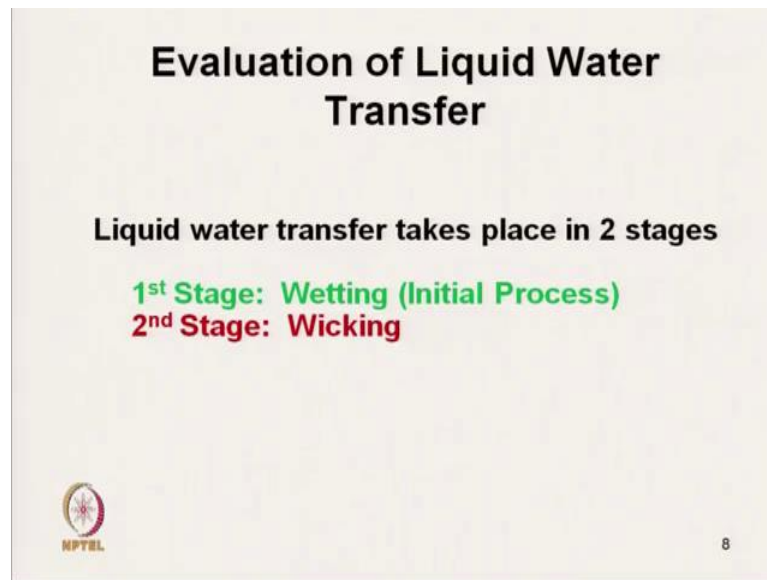 Evaluation of Liquid Water
Transfer
Liquid water transfer takes place in 2 stages
1st Stage: Wetting (Initial Process)
2nd Stage: Wicking
NPTEL
8